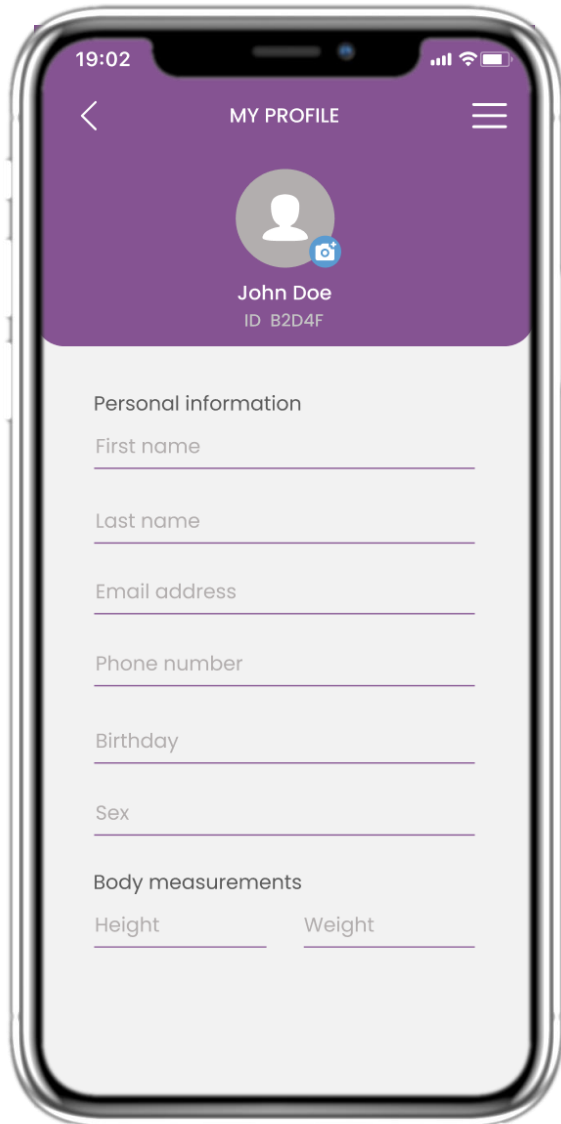 19:02
MY PROFILE
John Doe
ID B2D4F
Personal information
First name
Last name
Email address
Phone number
Birthday
Sex
Body measurements
Height Weight